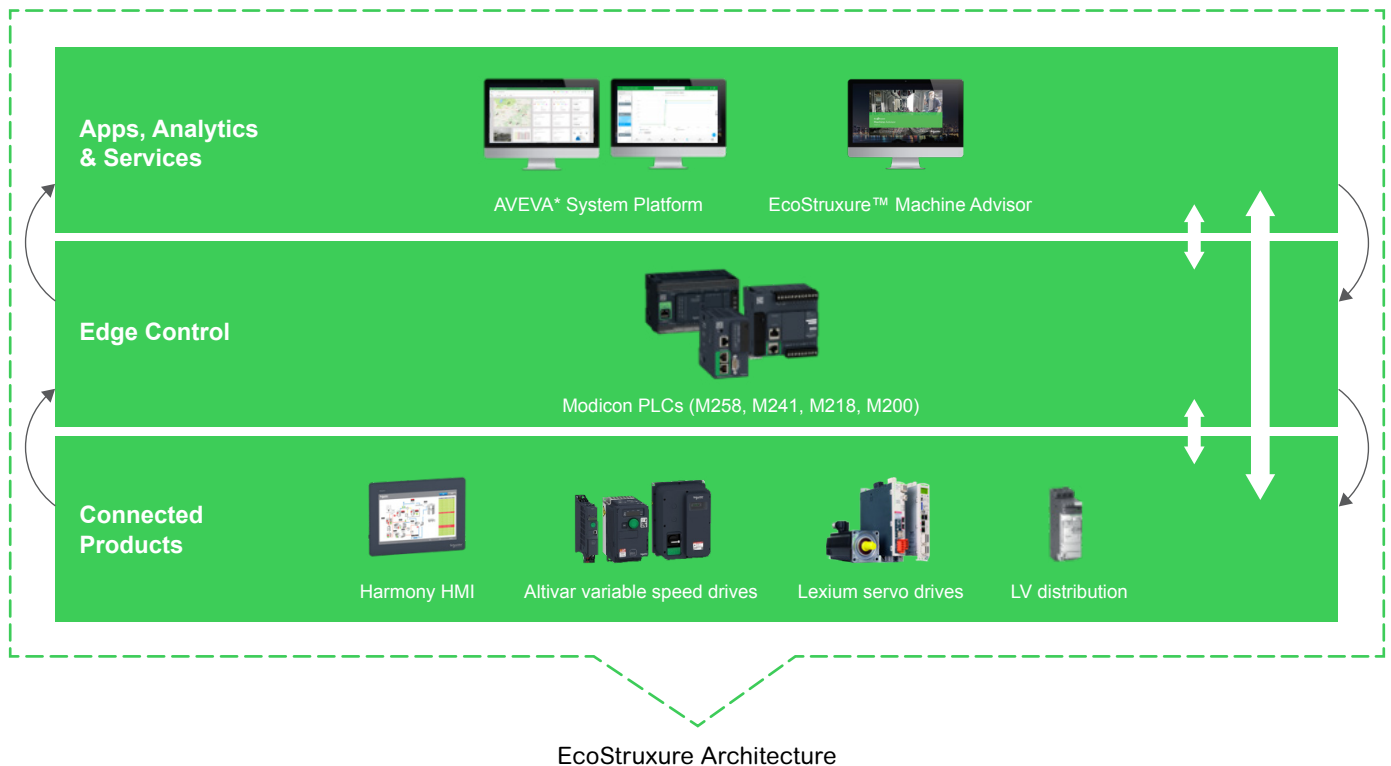 Apps, Analytics
& Services
AVEVA* System Platform
EcoStruxure™ Machine Advisor
Edge Control
Modicon PLCs (M258, M241, M218, M200)
Connected
Products
Harmony HMI
Altivar variable speed drives
Lexium servo drives
LV distribution
EcoStruxure Architecture